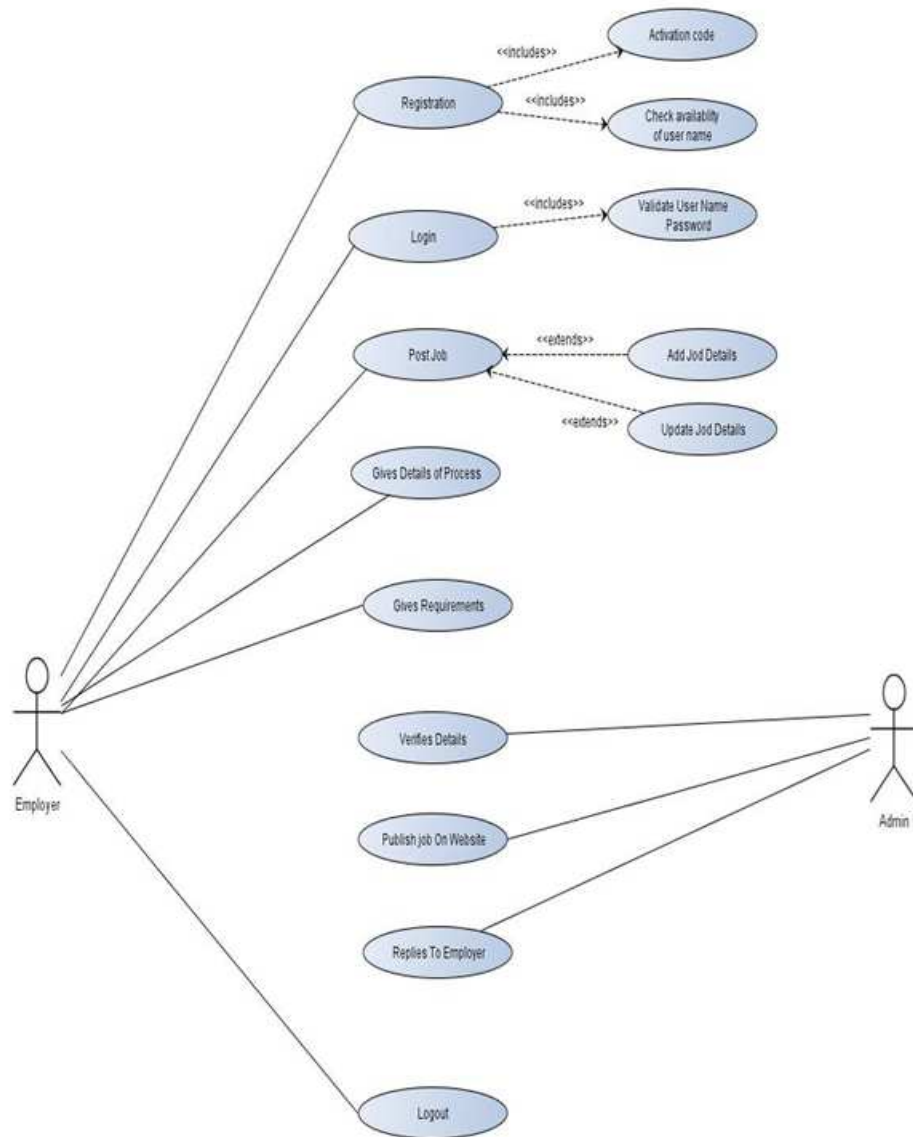 Activation code
<<includes>>
Registration
<<includes>>
Check availablity
of user name
Validate User Name
Password
<<includes>>
Login
<<extends>>
Post Job
Add Jod Details
<<extends>>
Update Jod Details
Gives Details of Process
Gives Requirements
Verifies Details
Employer
Admin
Publish job On Website
Replies To Employer
Logout